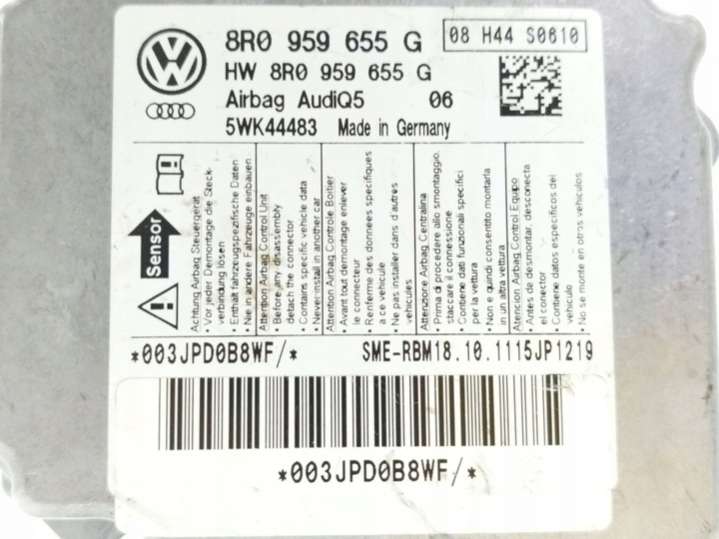 8R0 959 655 G
08 H44 S0610
HW 8R0 959 655 G
Airbag AudiQ5 06
5WK44483 Made in Germany
Sensor
Achtung Airbag Steuergerät
• Vor jeder Demontage die Steck-
verbindung lösen
• Enthält fahrzeugspezifische Daten
• Nie in andere Fahrzeuge einbauen
Attention Airbag Control Unit
• Before any disassembly
detach the connector
• Contains specific vehicle data
• Never install in another car
Attention Airbag Controle Boitier
• Avant tout demontage enlever
le connecteur
• Renferme des données spécifiques
a ce vehicule
• Ne pas installer dans d'autres
vehicules
Attenzione Airbag Centralina
• Prima di procedere allo smontaggio,
staccare il connessione
• Contiene dati funzionali specifici
per la vettura
• Non e quindi consentito montarla
in un altra vettura
Atencion Airbag Control Equipo
• Antes de desmontar, desconecta
el conector
• Contiene datos especificos del
vehiculo
• No se monte en otros vehiculos
*003JPD0B8WF/*
SME-RBM18.10.1115JP1219
*003JPD0B8WF/*